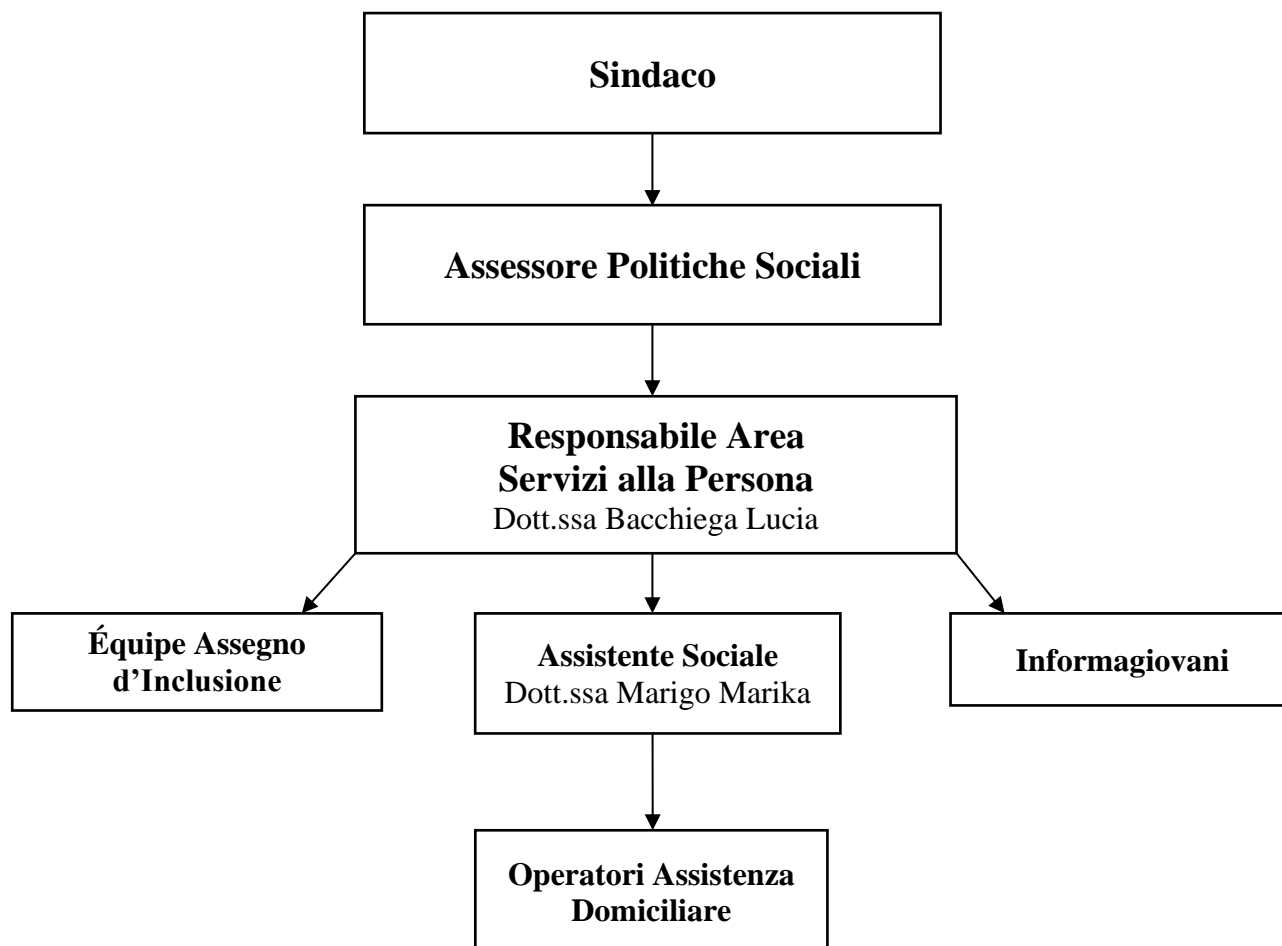 Sindaco
Assessore Politiche Sociali
Responsabile Area
Servizi alla Persona
Dott.ssa Bacchiega Lucia
Équipe Assegno
d’Inclusione
Assistente Sociale
Dott.ssa Marigo Marika
Informagiovani
Operatori Assistenza
Domiciliare